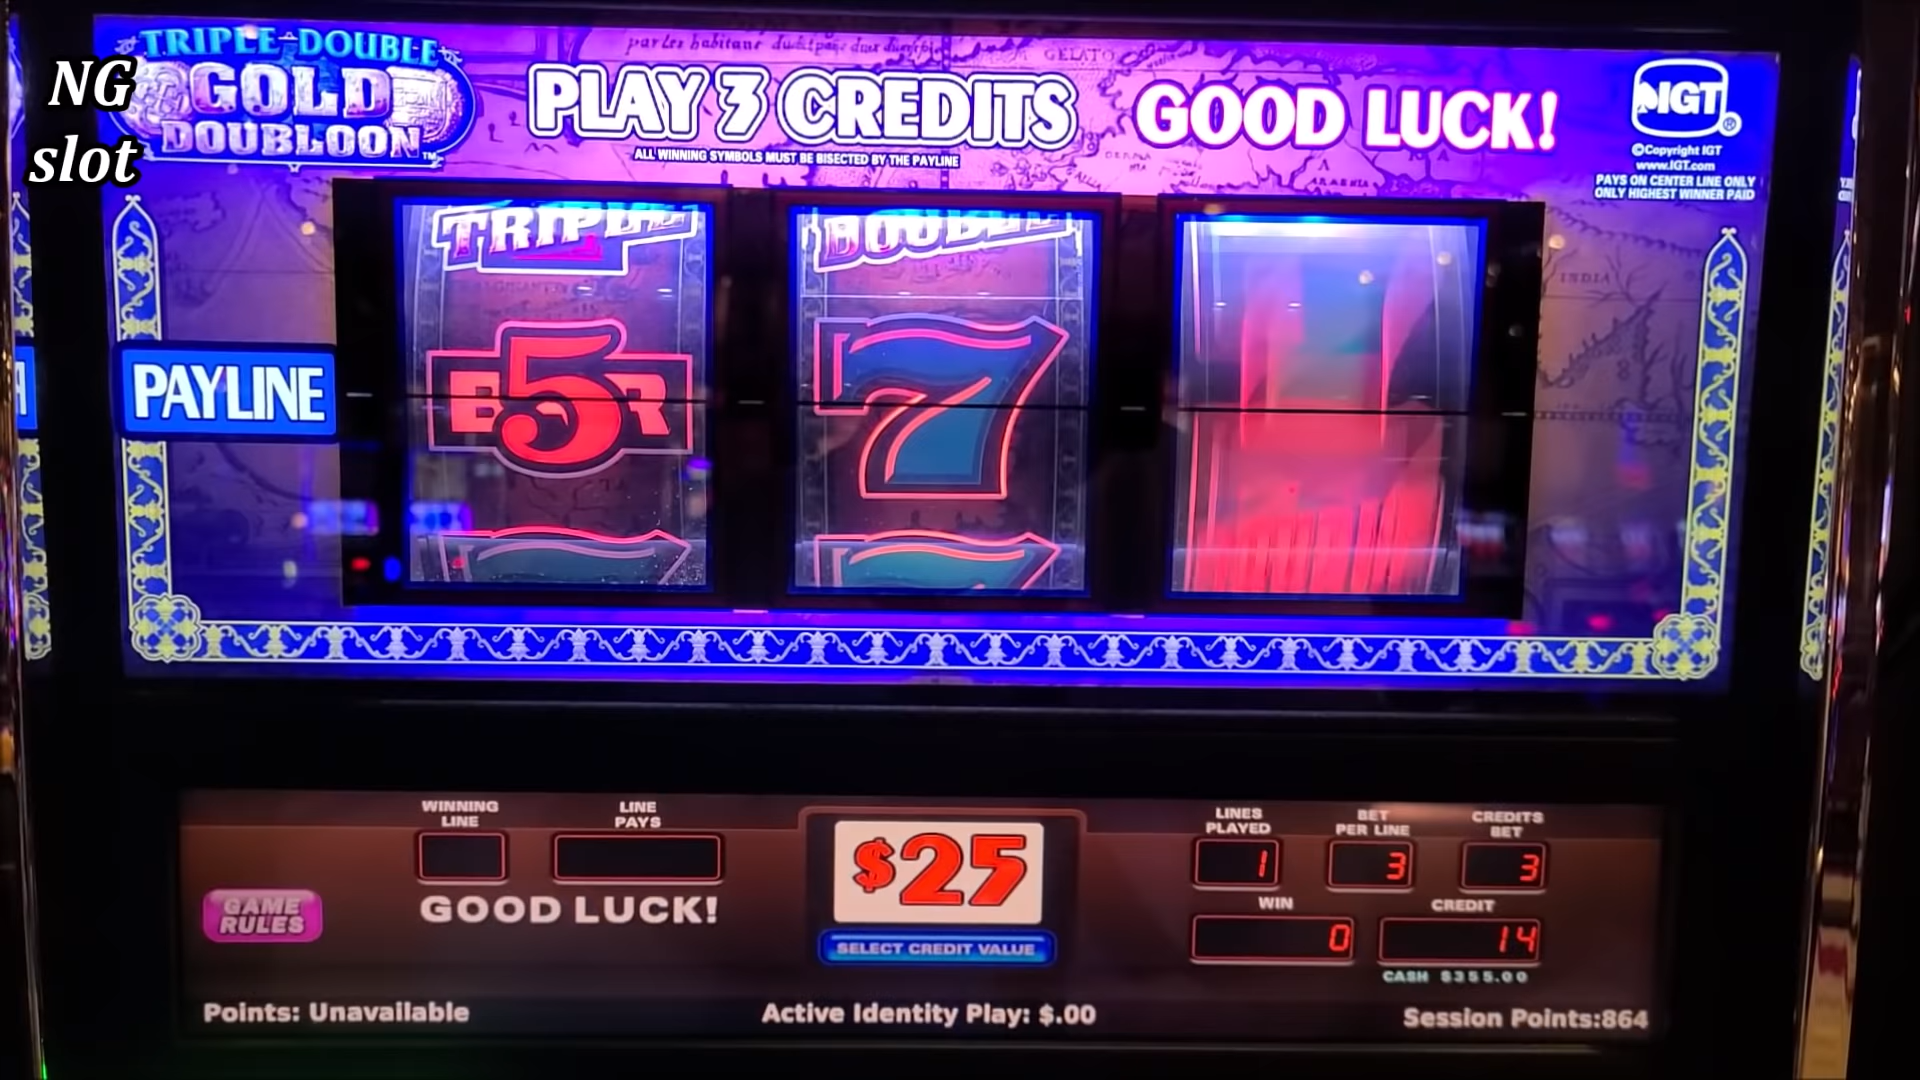 NG
slot
TRIPLE DOUBLE
GOLD
DOUBLOON™
PLAY 3 CREDITS
GOOD LUCK!
ALL WINNING SYMBOLS MUST BE BISECTED BY THE PAYLINE
IGT®
©Copyright IGT
www.IGT.com
PAYS ON CENTER LINE ONLY
ONLY HIGHEST WINNER PAID
GELATO
INDIA
TRIPLE
DOUBLE
PAYLINE
5
BAR
7
WINNING
LINE
LINE
PAYS
$25
LINES
PLAYED
BET
PER LINE
CREDITS
BET
1
3
3
GAME
RULES
GOOD LUCK!
SELECT CREDIT VALUE
WIN
CREDIT
0
14
CASH $355.00
Points: Unavailable
Active Identity Play: $.00
Session Points:864